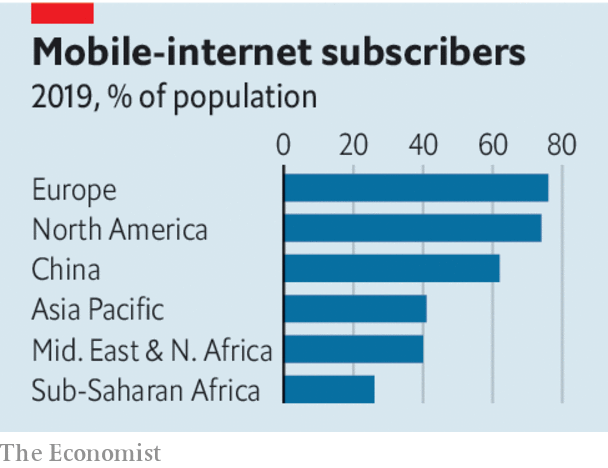 Mobile-internet subscribers
2019, % of population
0 20 40 60 80
Europe
North America
China
Asia Pacific
Mid. East & N. Africa
Sub-Saharan Africa
The Economist